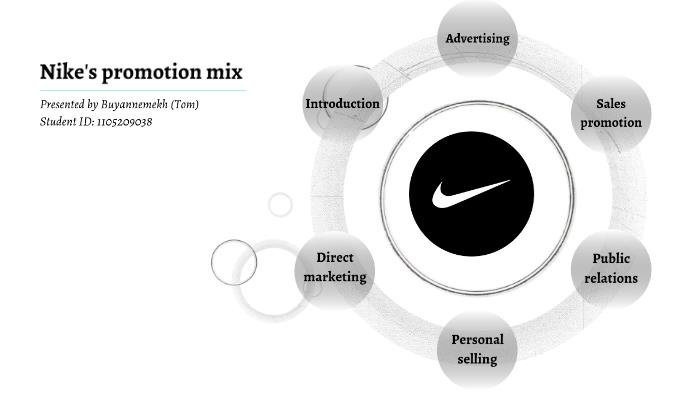 Nike's promotion mix
Presented by Buyannemekh (Tom)
Student ID: 1105209038
Advertising
Introduction
Sales
promotion
Direct
marketing
Public
relations
Personal
selling